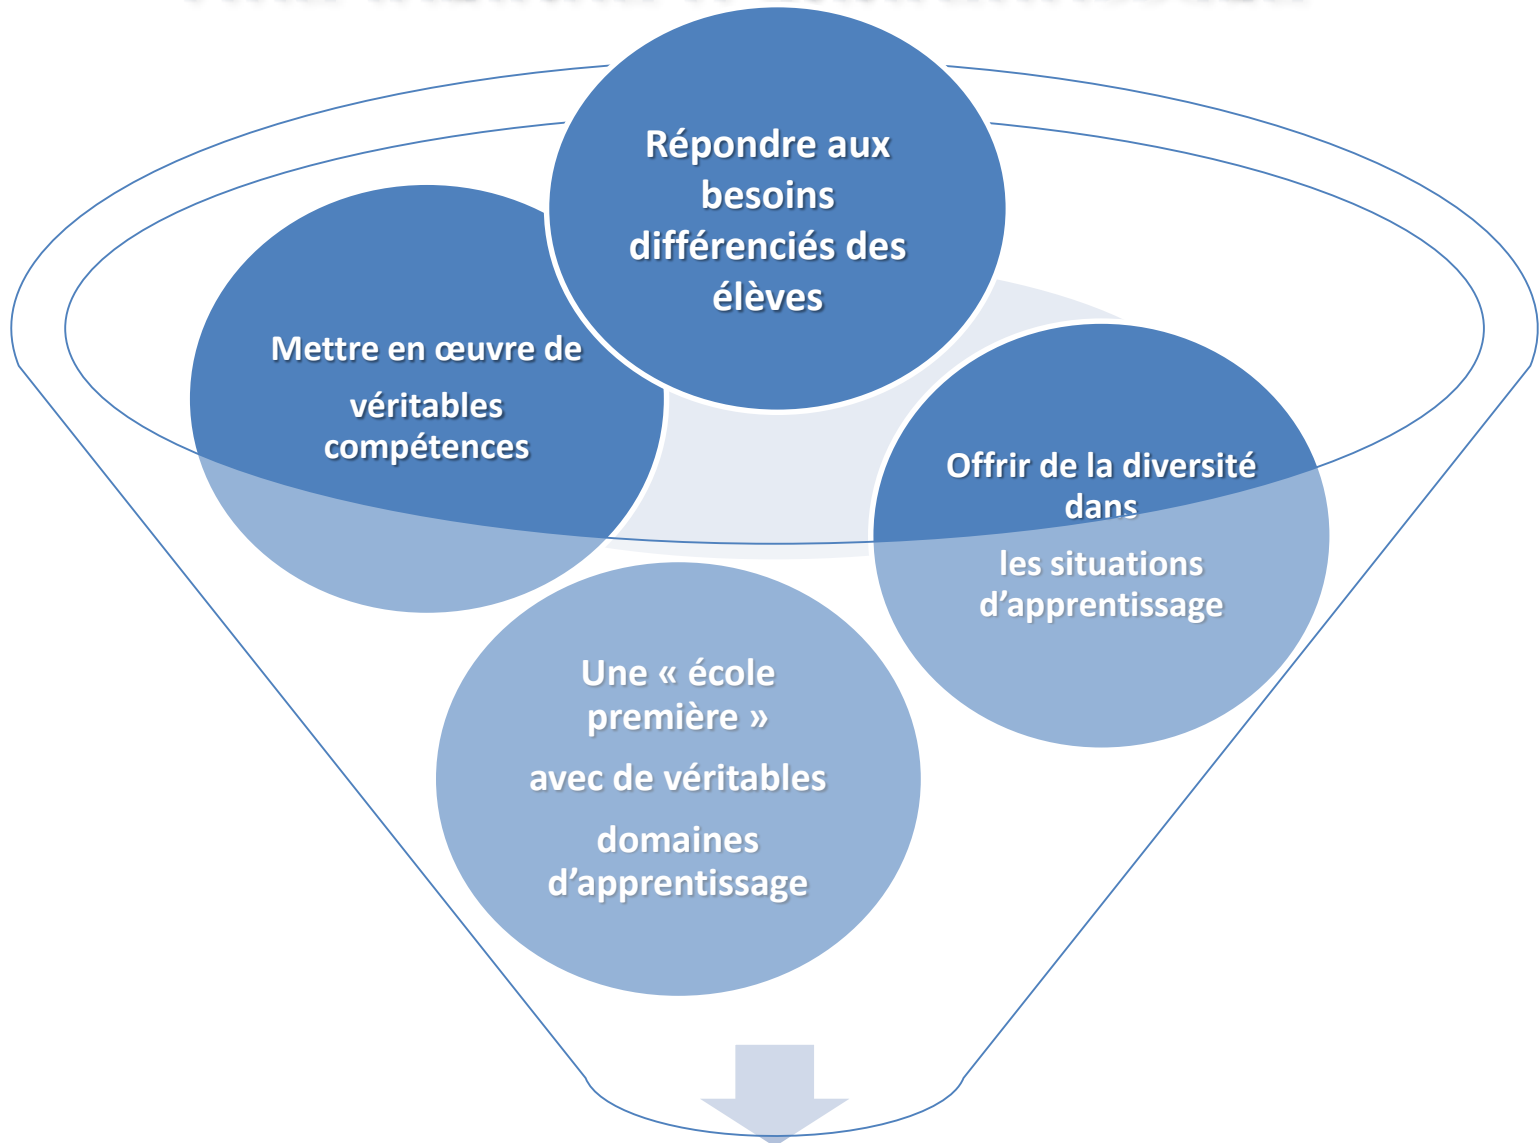 Répondre aux
besoins
différenciés des
élèves
Mettre en œuvre de
véritables
compétences
Offrir de la diversité
dans
les situations
d’apprentissage
Une « école
première »
avec de véritables
domaines
d’apprentissage